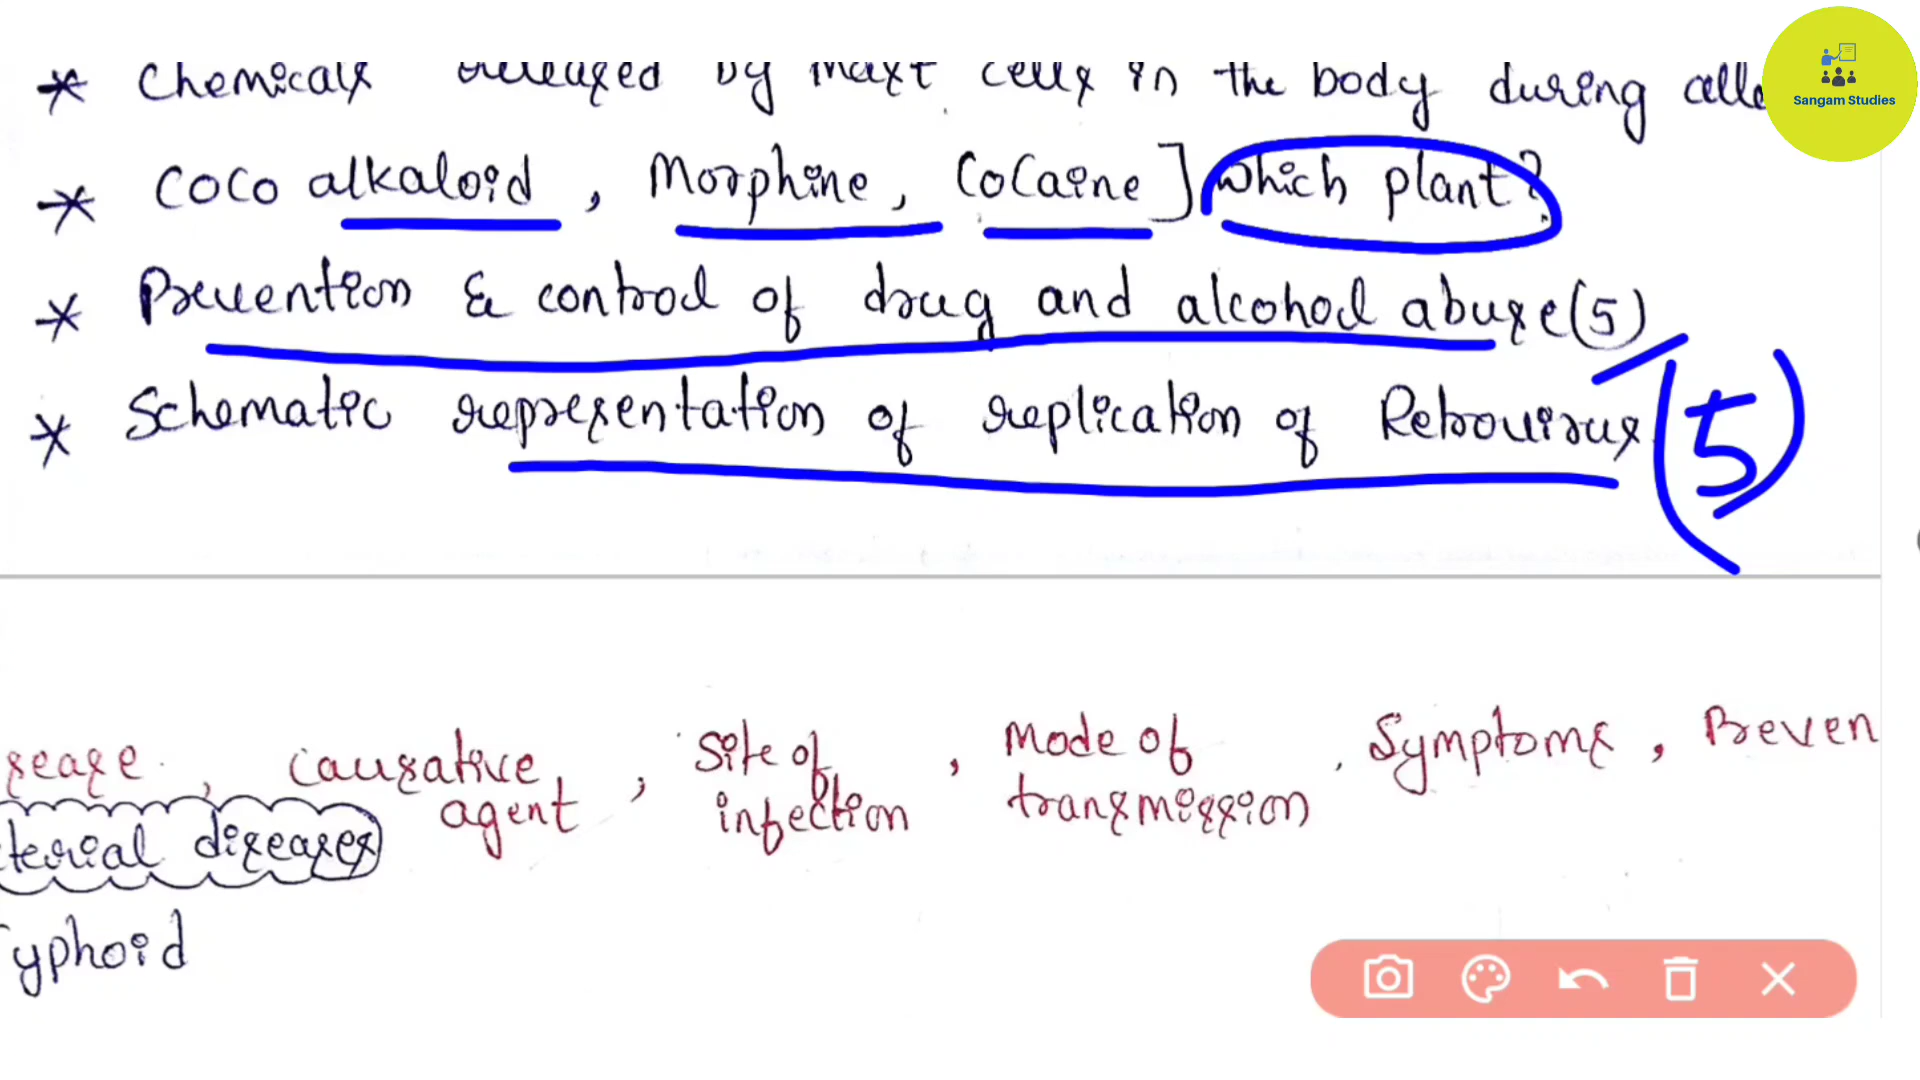 * Chemicals released by mast cells in the body during alle
Sangam Studies
* Coco alkaloid, Morphine, Cocaine] which plant?
* Prevention & control of drug and alcohol abuse (5)
* Schematic representation of replication of Retrovirus (5)
sease, causative agent, Site of infection, Mode of transmission, Symptoms, Preven
terial diseases
Typhoid